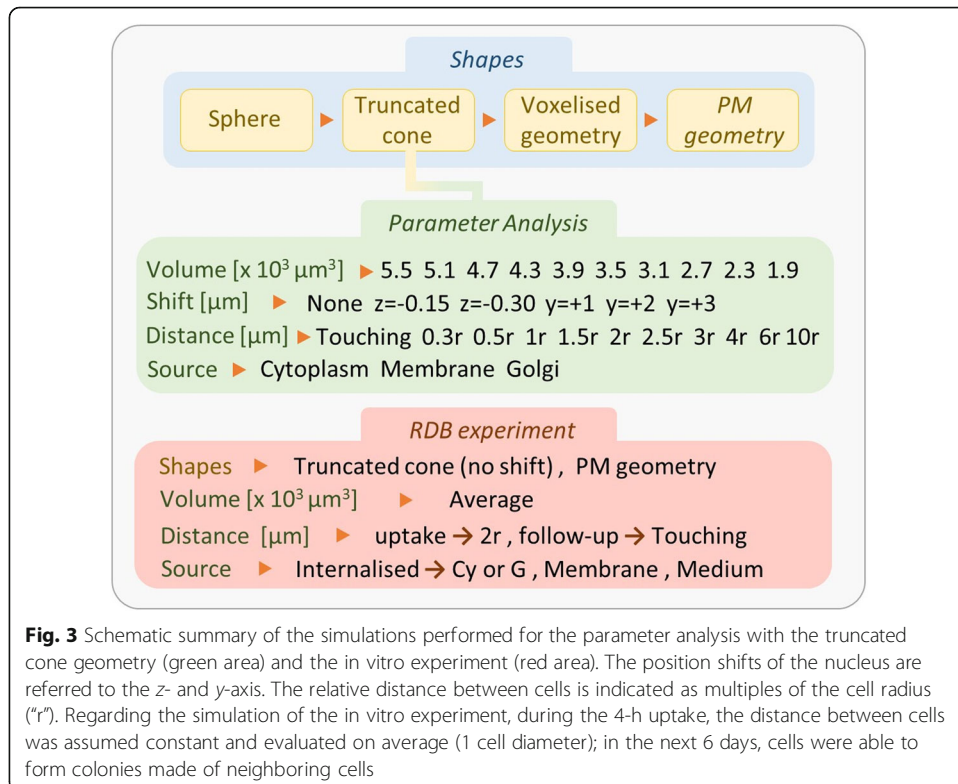 Shapes
Sphere ► Truncated cone ► Voxelised geometry ► PM geometry
Parameter Analysis
Volume [x 10³ µm³] ► 5.5 5.1 4.7 4.3 3.9 3.5 3.1 2.7 2.3 1.9
Shift [µm] ► None z=-0.15 z=-0.30 y=+1 y=+2 y=+3
Distance [µm] ► Touching 0.3r 0.5r 1r 1.5r 2r 2.5r 3r 4r 6r 10r
Source ► Cytoplasm Membrane Golgi
RDB experiment
Shapes ► Truncated cone (no shift) , PM geometry
Volume [x 10³ µm³] ► Average
Distance [µm] ► uptake → 2r , follow-up → Touching
Source ► Internalised → Cy or G , Membrane , Medium
Fig. 3 Schematic summary of the simulations performed for the parameter analysis with the truncated
cone geometry (green area) and the in vitro experiment (red area). The position shifts of the nucleus are
referred to the z- and y-axis. The relative distance between cells is indicated as multiples of the cell radius
(“r”). Regarding the simulation of the in vitro experiment, during the 4-h uptake, the distance between cells
was assumed constant and evaluated on average (1 cell diameter); in the next 6 days, cells were able to
form colonies made of neighboring cells